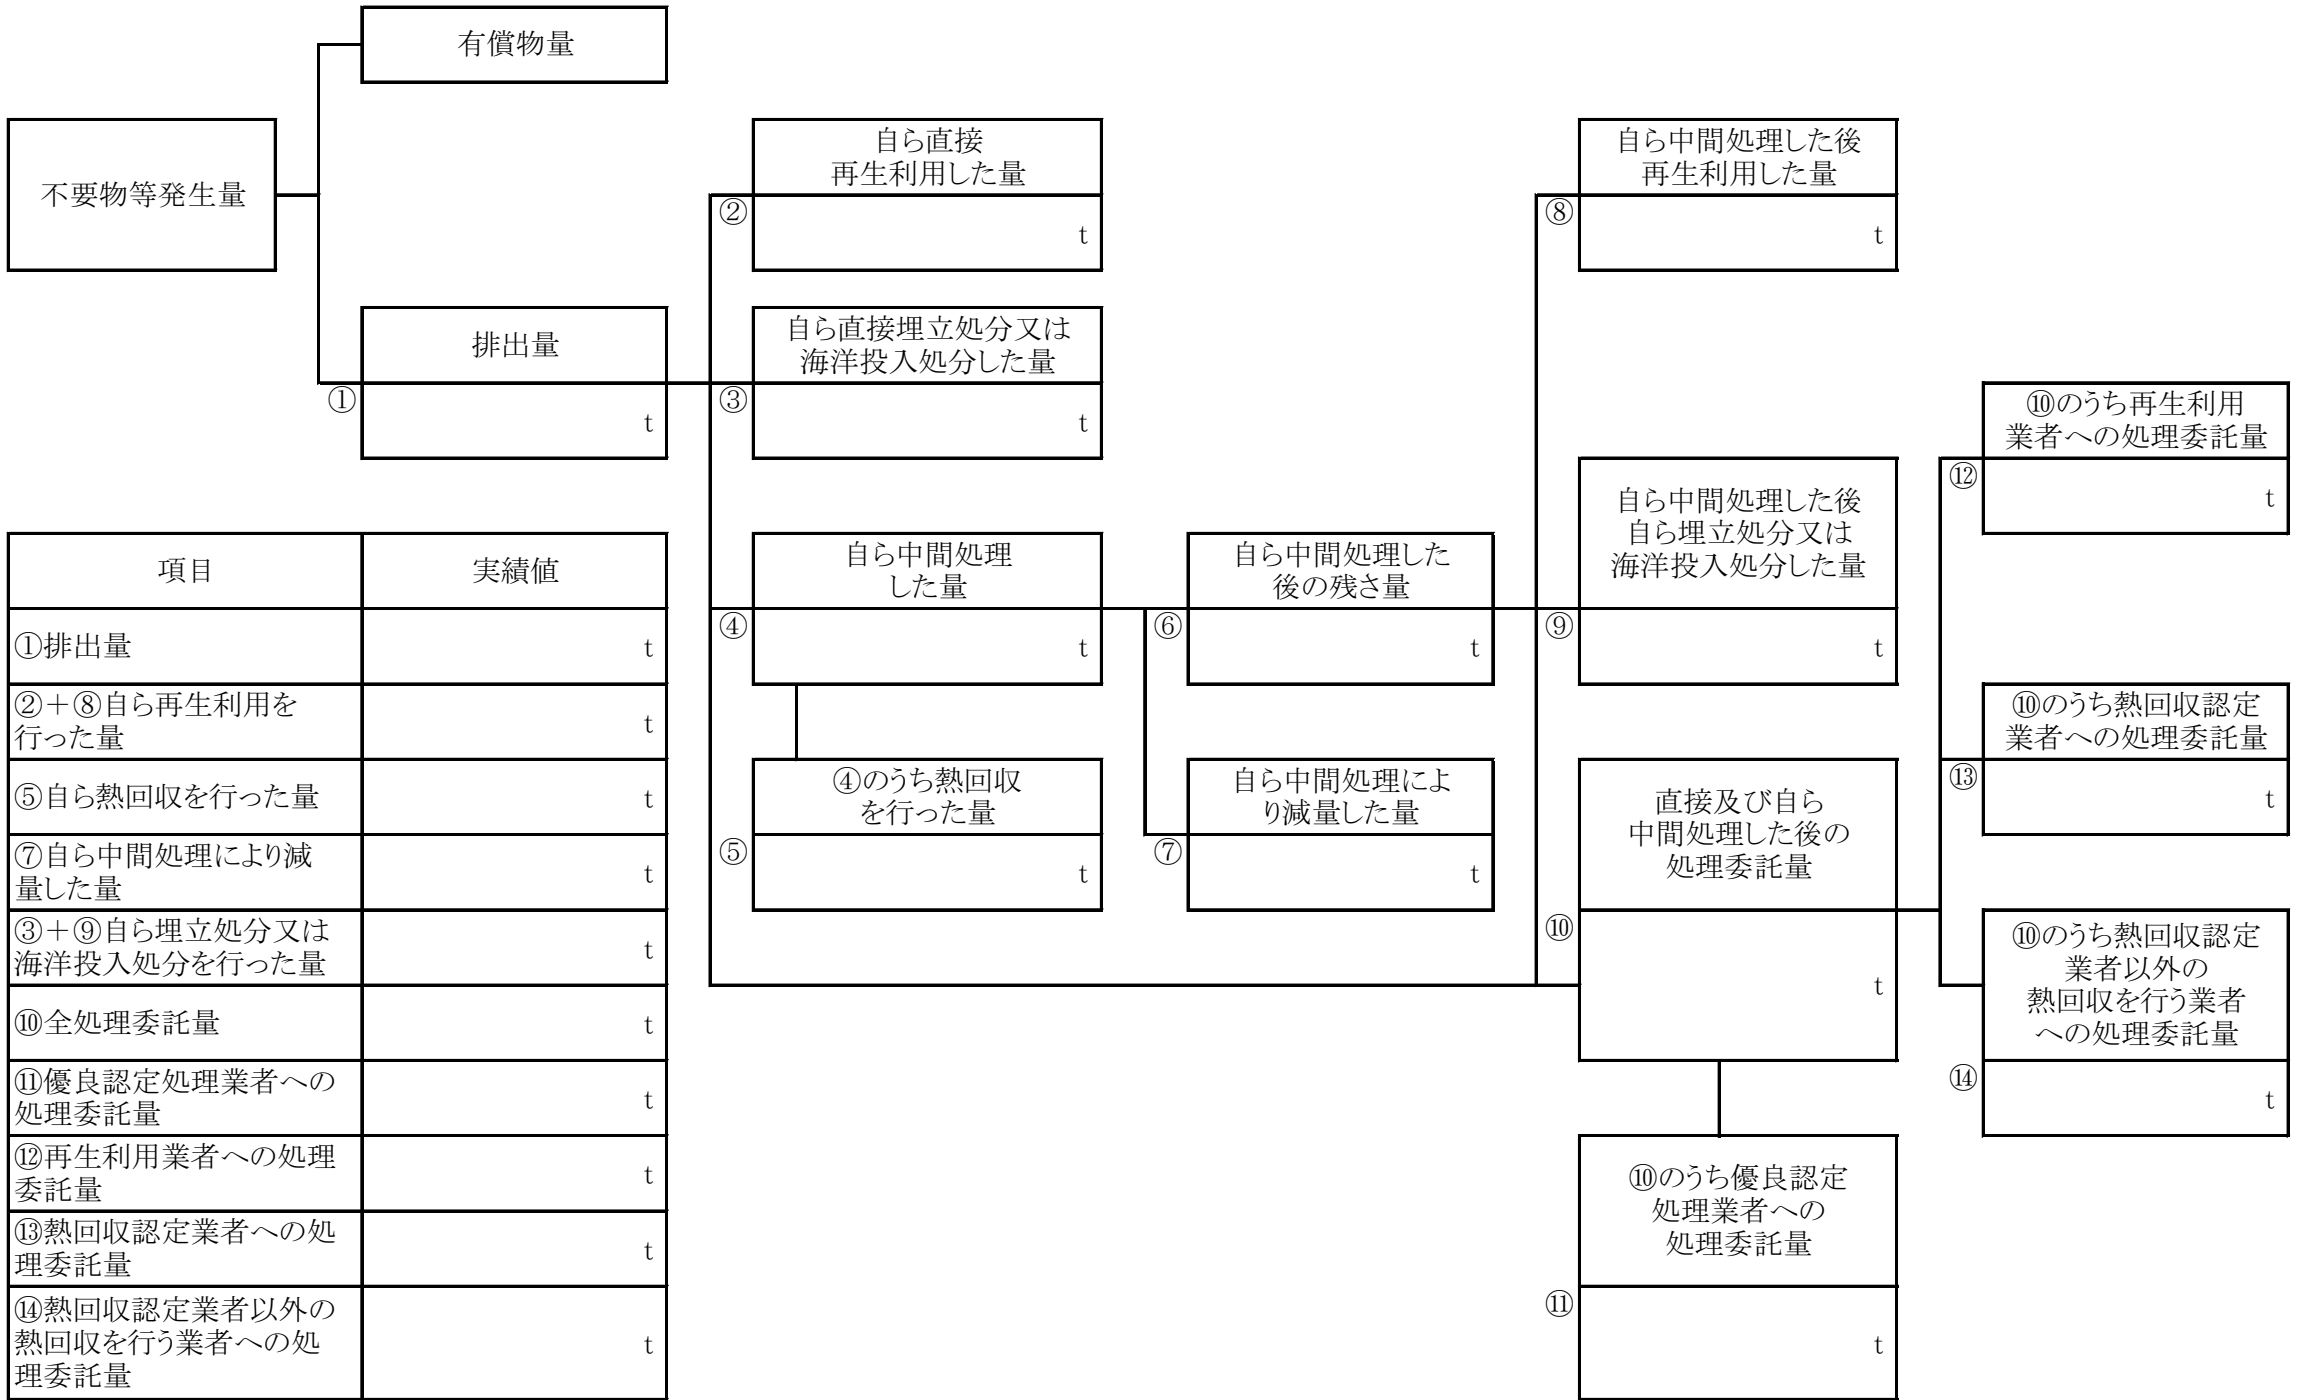 有償物量
不要物等発生量
排出量
①
t
自ら直接
再生利用した量
②
t
自ら直接埋立処分又は
海洋投入処分した量
③
t
自ら中間処理
した量
④
t
④のうち熱回収
を行った量
⑤
t
自ら中間処理した
後の残さ量
⑥
t
自ら中間処理によ
り減量した量
⑦
t
自ら中間処理した後
再生利用した量
⑧
t
自ら中間処理した後
自ら埋立処分又は
海洋投入処分した量
⑨
t
直接及び自ら
中間処理した後の
処理委託量
⑩
t
⑩のうち優良認定
処理業者への
処理委託量
⑪
t
⑩のうち再生利用
業者への処理委託量
⑫
t
⑩のうち熱回収認定
業者への処理委託量
⑬
t
⑩のうち熱回収認定
業者以外の
熱回収を行う業者
への処理委託量
⑭
t
項目 実績値
①排出量 t
②＋⑧自ら再生利用を
行った量 t
⑤自ら熱回収を行った量 t
⑦自ら中間処理により減
量した量 t
③＋⑨自ら埋立処分又は
海洋投入処分を行った量 t
⑩全処理委託量 t
⑪優良認定処理業者への
処理委託量 t
⑫再生利用業者への処理
委託量 t
⑬熱回収認定業者への処
理委託量 t
⑭熱回収認定業者以外の
熱回収を行う業者への処
理委託量 t